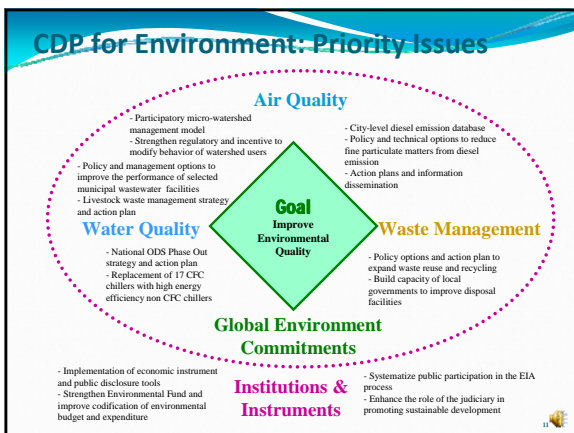 CDP for Environment: Priority Issues
Air Quality
- Participatory micro-watershed
management model
- Strengthen regulatory and incentive to
modify behavior of watershed users
- Policy and management options to
improve the performance of selected
municipal wastewater facilities
- Livestock waste management strategy
and action plan
- City-level diesel emission database
- Policy and technical options to reduce
fine particulate matters from diesel
emission
- Action plans and information
dissemination
Goal
Improve
Environmental
Quality
Water Quality
Waste Management
- National ODS Phase Out
strategy and action plan
- Replacement of 17 CFC
chillers with high energy
efficiency non CFC chillers
- Policy options and action plan to
expand waste reuse and recycling
- Build capacity of local
governments to improve disposal
facilities
Global Environment
Commitments
- Implementation of economic instrument
and public disclosure tools
- Strengthen Environmental Fund and
improve codification of environmental
budget and expenditure
Institutions &
Instruments
- Systematize public participation in the EIA
process
- Enhance the role of the judiciary in
promoting sustainable development
11